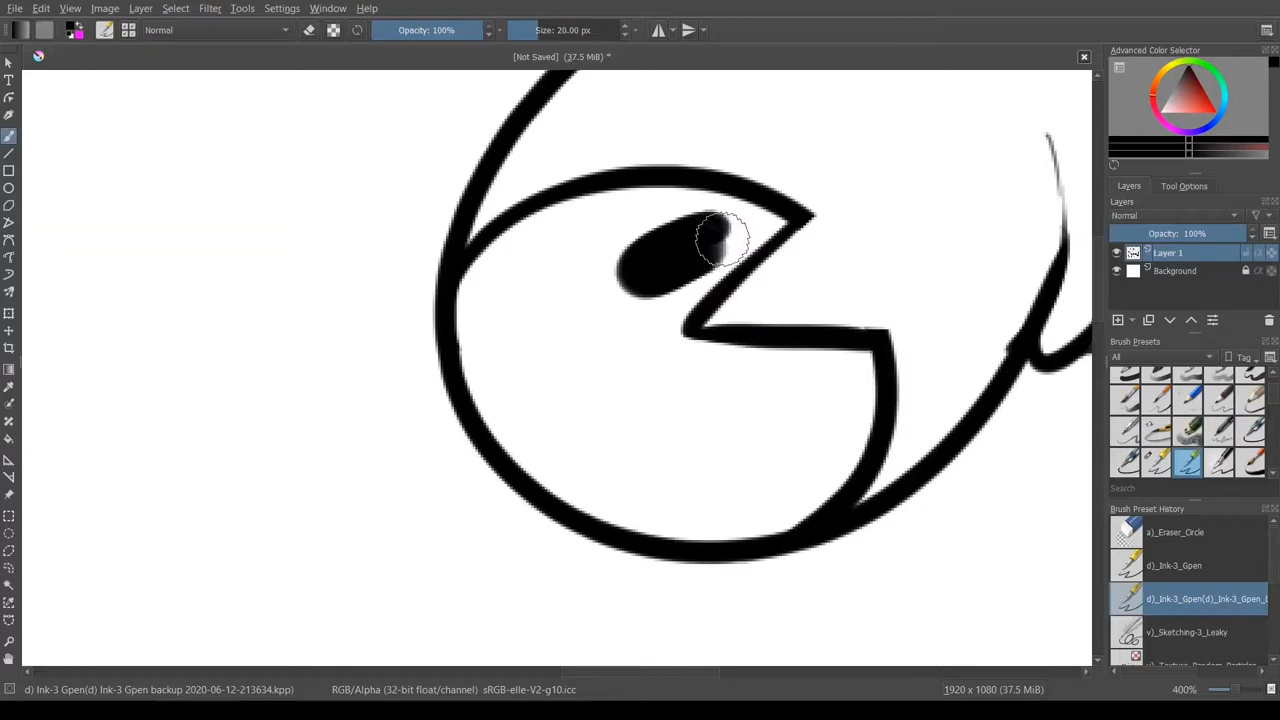 File Edit View Image Layer Select Filter Tools Settings Window Help
Normal Opacity: 100% Size: 20.00 px
[Not Saved] (37.5 MiB) *
Advanced Color Selector
Layers Tool Options
Layers
Normal
Opacity: 100%
Layer 1
Background
Brush Presets
All Tag
Search
Brush Preset History
a)_Eraser_Circle
d)_Ink-3_Gpen
d)_Ink-3_Gpen(d)_Ink-3_Gpen_b
v)_Sketching-3_Leaky
v)_Texture_Random_Particles
d) Ink-3 Gpen(d) Ink-3 Gpen backup 2020-06-12-213634.kpp) RGB/Alpha (32-bit float/channel) sRGB-elle-V2-g10.icc 1920 x 1080 (37.5 MiB) 400%